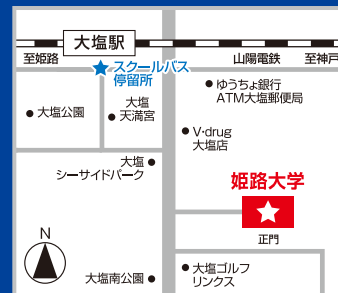 大塩駅
至姫路
山陽電鉄
至神戸
スクールバス
停留所
ゆうちょ銀行
ATM大塩郵便局
大塩公園
大塩
天満宮
V・drug
大塩店
大塩
シーサイドパーク
姫路大学
正門
N
大塩南公園
大塩ゴルフ
リンクス